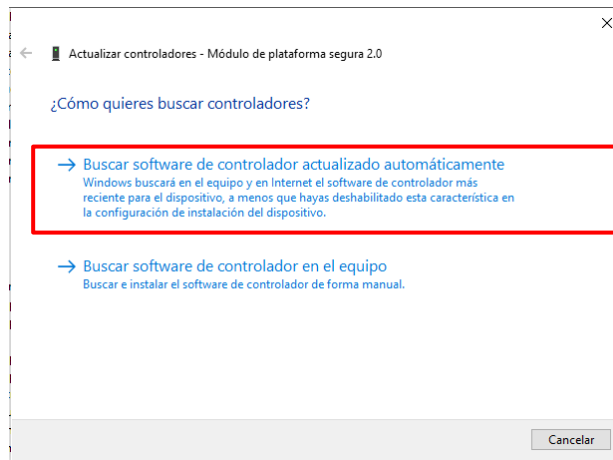 Actualizar controladores - Módulo de plataforma segura 2.0
¿Cómo quieres buscar controladores?
Buscar software de controlador actualizado automáticamente
Windows buscará en el equipo y en Internet el software de controlador más
reciente para el dispositivo, a menos que hayas deshabilitado esta característica en
la configuración de instalación del dispositivo.
Buscar software de controlador en el equipo
Buscar e instalar el software de controlador de forma manual.
Cancelar